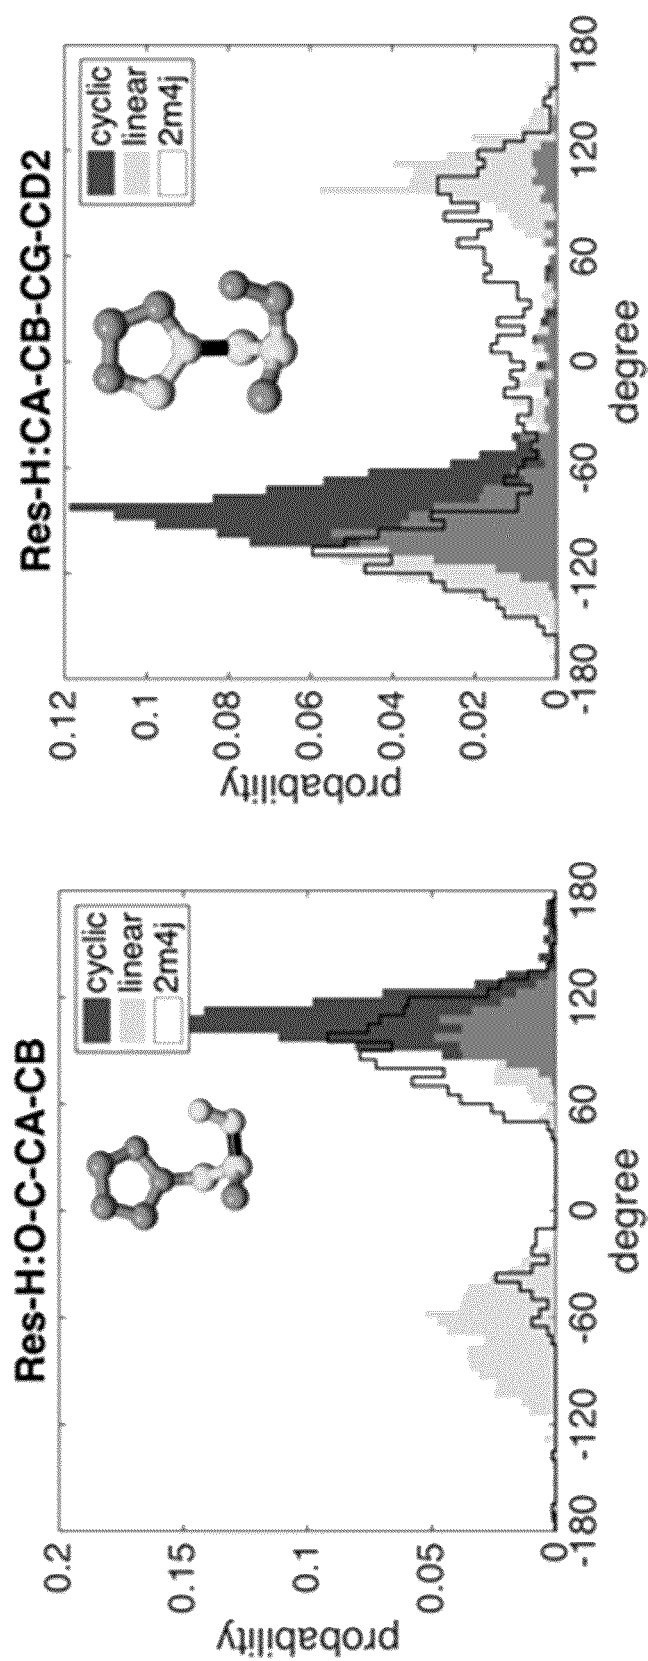 Res-H:O-C-CA-CB
cyclic
linear
2m4j
probability
0.2
0.15
0.1
0.05
0
-180
-120
-60
0
60
120
180
degree
Res-H:CA-CB-CG-CD2
cyclic
linear
2m4j
probability
0.12
0.1
0.08
0.06
0.04
0.02
0
-180
-120
-60
0
60
120
180
degree